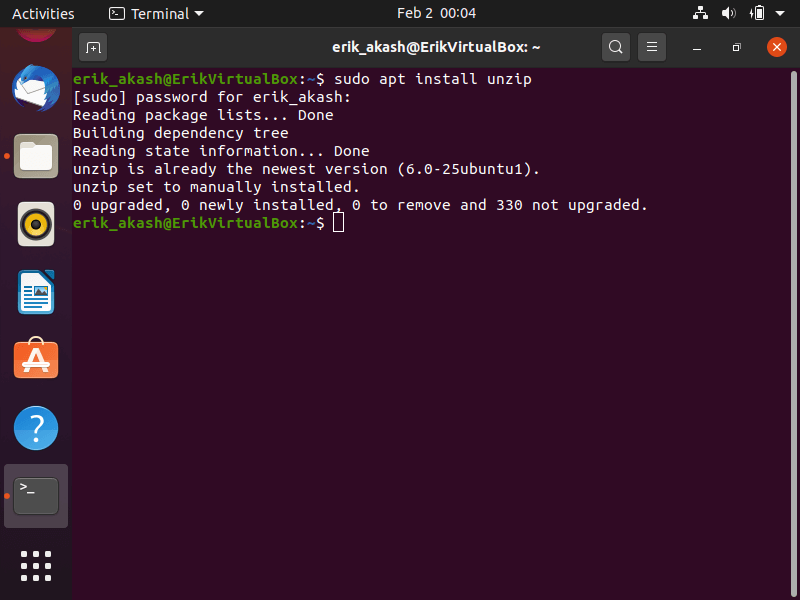 Activities
Terminal
Feb 2 00:04
erik_akash@ErikVirtualBox: ~
erik_akash@ErikVirtualBox:~$ sudo apt install unzip
[sudo] password for erik_akash:
Reading package lists... Done
Building dependency tree
Reading state information... Done
unzip is already the newest version (6.0-25ubuntu1).
unzip set to manually installed.
0 upgraded, 0 newly installed, 0 to remove and 330 not upgraded.
erik_akash@ErikVirtualBox:~$